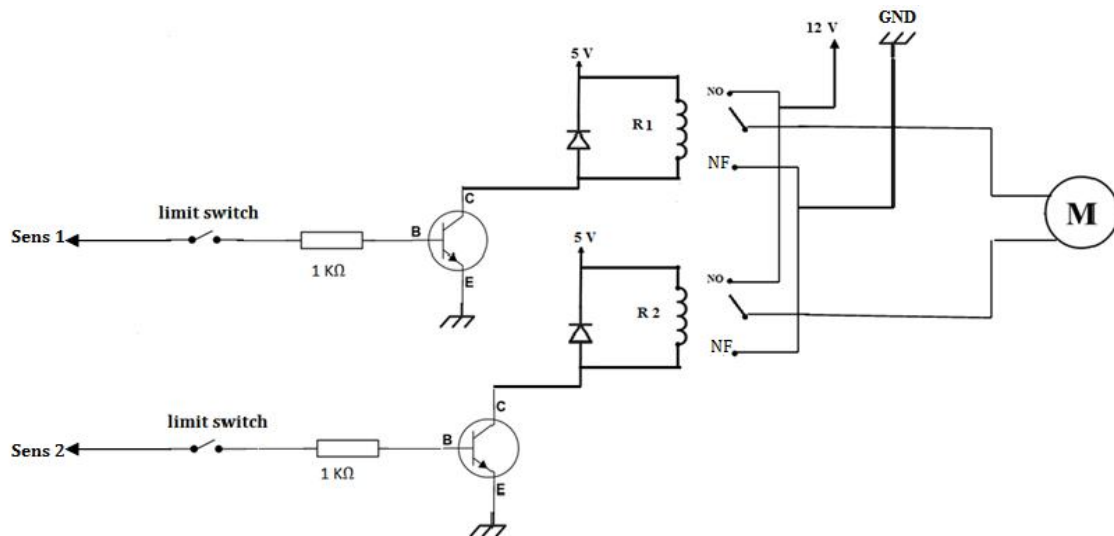 GND
12 V
5 V
NO
R1
NF
C
limit switch
B
Sens 1
1 KΩ
E
5 V
NO
R 2
NF
M
C
limit switch
B
Sens 2
1 KΩ
E